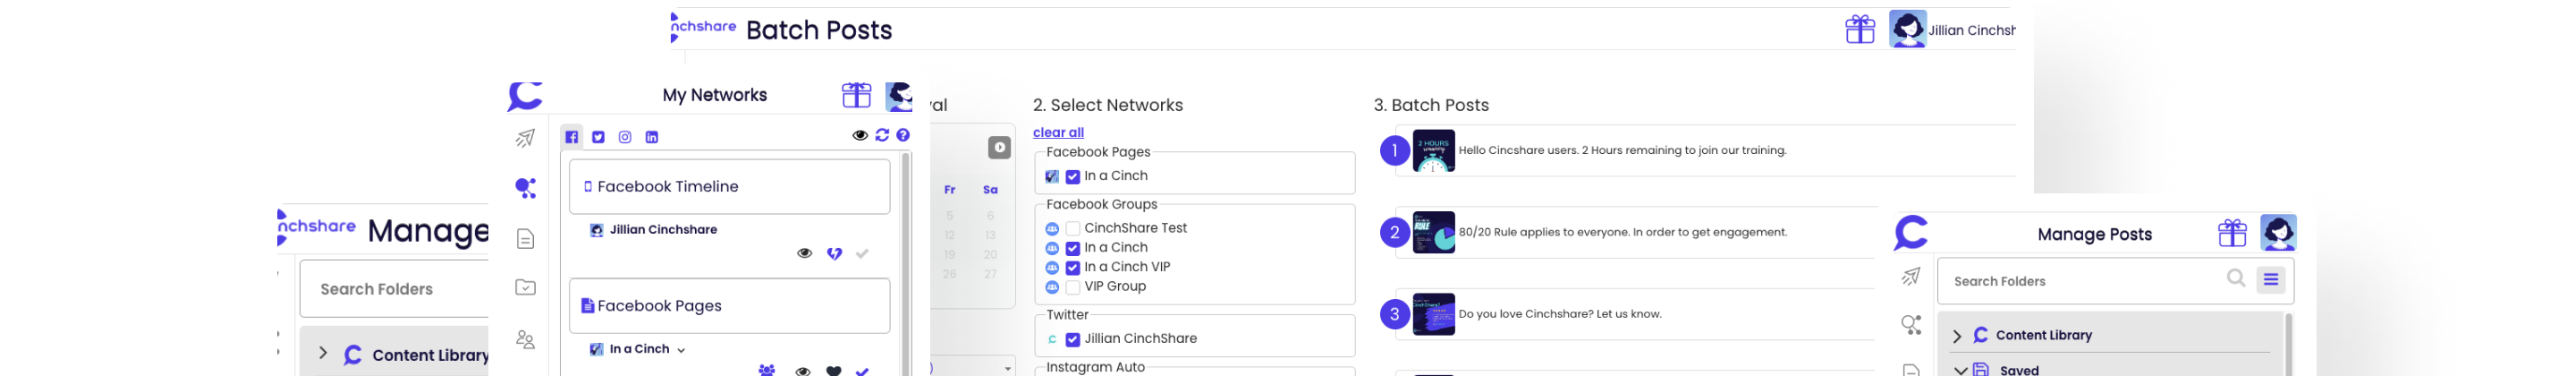 nchshare Batch Posts
Jillian Cinchsh
My Networks
Facebook Timeline
Jillian Cinchshare
Facebook Pages
In a Cinch
val
Fr Sa
5 6
12 13
19 20
26 27
2. Select Networks
clear all
Facebook Pages
In a Cinch
Facebook Groups
CinchShare Test
In a Cinch
In a Cinch VIP
VIP Group
Twitter
Jillian CinchShare
Instagram Auto
3. Batch Posts
1 Hello Cincshare users. 2 Hours remaining to join our training.
2 HOURS
2 80/20 Rule applies to everyone. In order to get engagement.
RULE
3 Do you love Cinchshare? Let us know.
nchshare Manage
Search Folders
Content Library
Manage Posts
Search Folders
Content Library
Saved